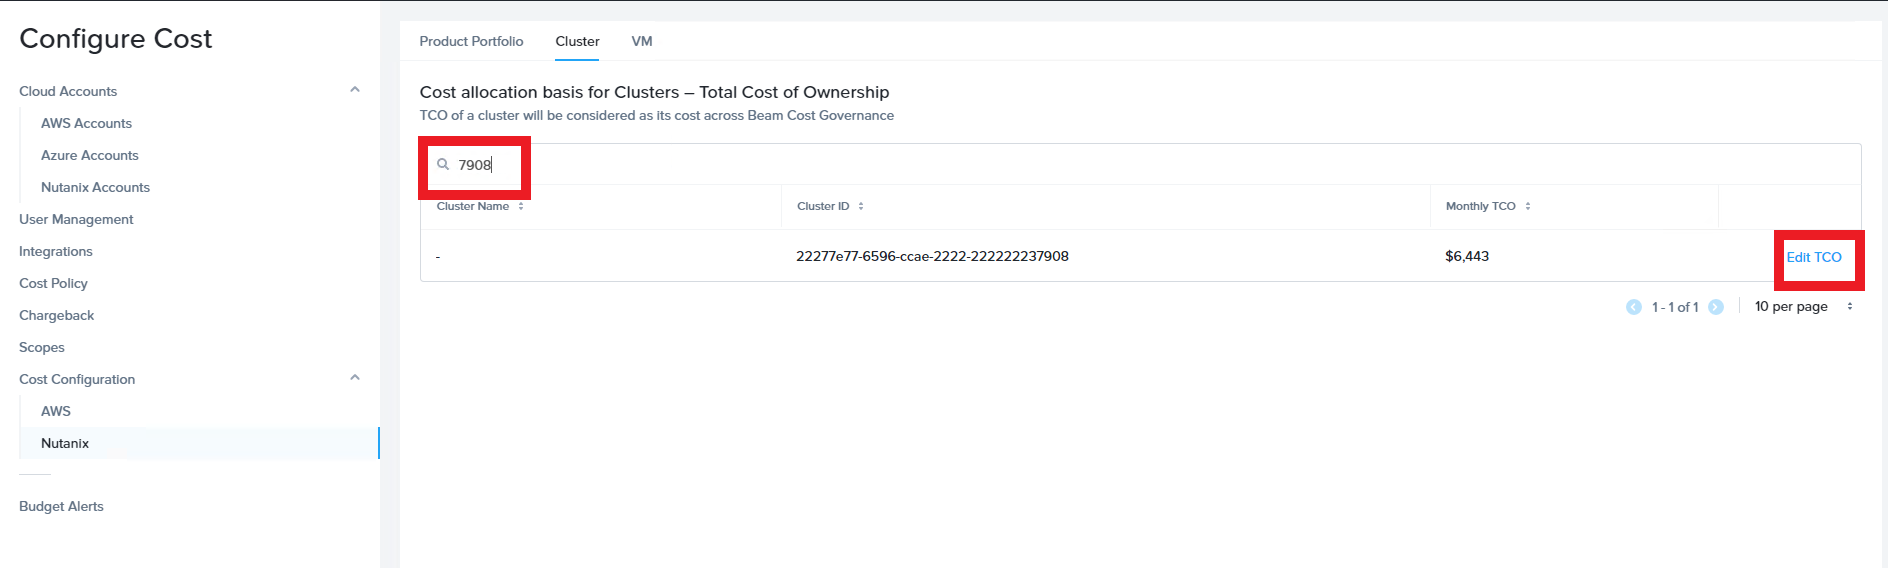 Configure Cost
Cloud Accounts
AWS Accounts
Azure Accounts
Nutanix Accounts
User Management
Integrations
Cost Policy
Chargeback
Scopes
Cost Configuration
AWS
Nutanix
Budget Alerts
Product Portfolio Cluster VM
Cost allocation basis for Clusters – Total Cost of Ownership
TCO of a cluster will be considered as its cost across Beam Cost Governance
7908
Cluster Name Cluster ID Monthly TCO
- 22277e77-6596-ccae-2222-222222237908 $6,443 Edit TCO
1 - 1 of 1 10 per page